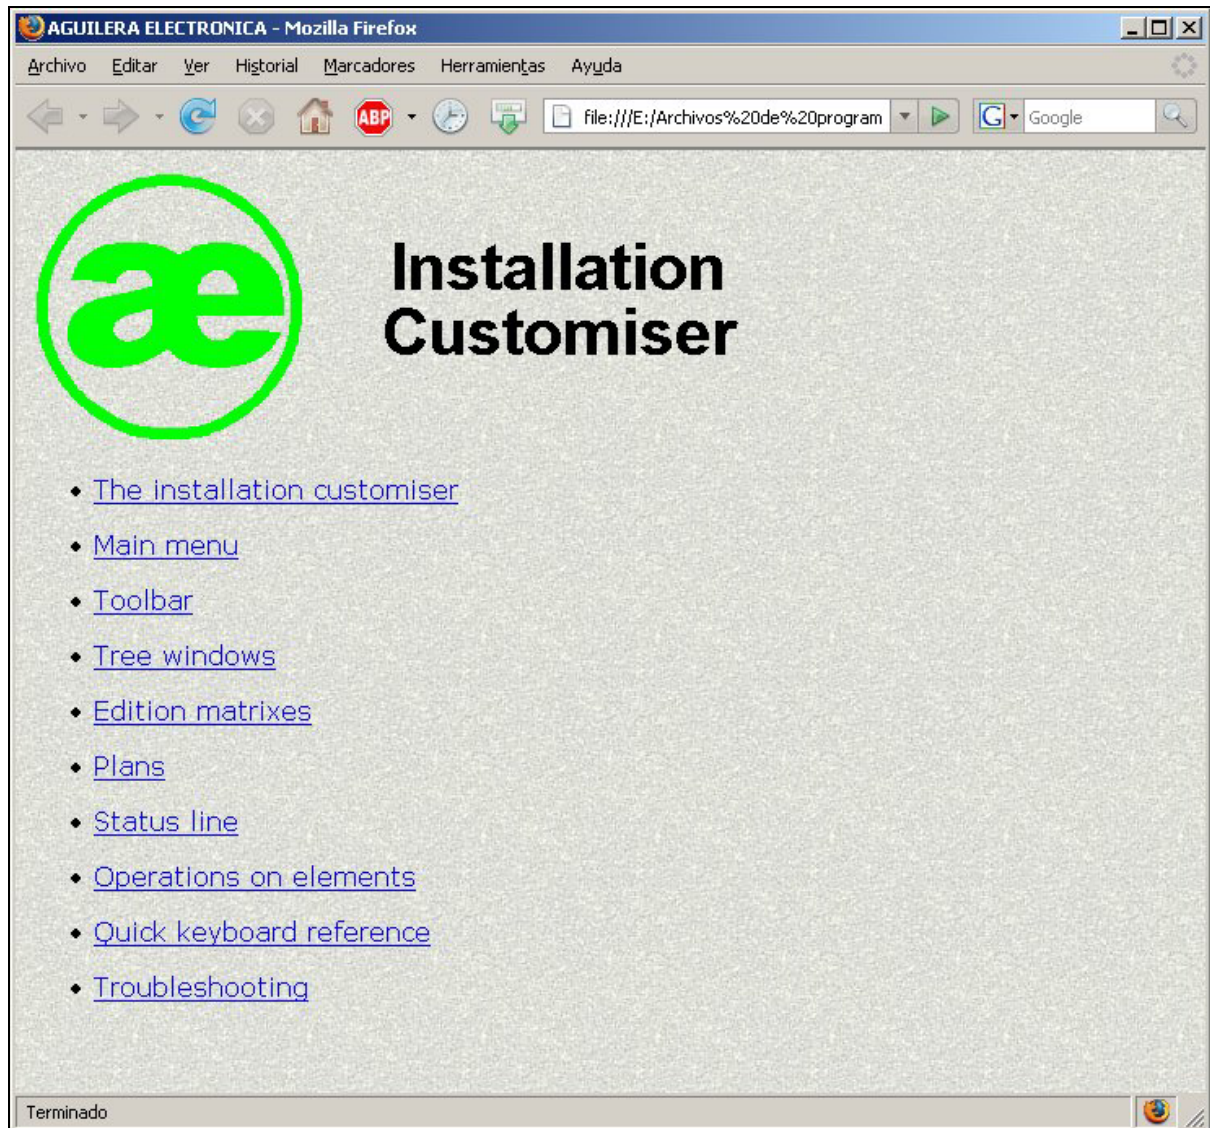 AGUILERA ELECTRONICA - Mozilla Firefox
Archivo Editar Ver Historial Marcadores Herramientas Ayuda
ABP file:///E:/Archivos%20de%20program G Google
æ
Installation
Customiser
• The installation customiser
• Main menu
• Toolbar
• Tree windows
• Edition matrixes
• Plans
• Status line
• Operations on elements
• Quick keyboard reference
• Troubleshooting
Terminado